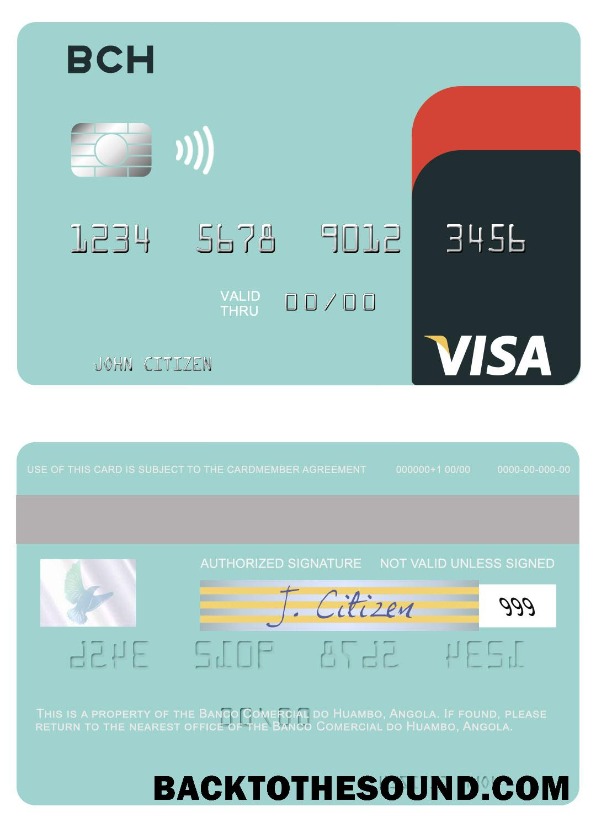 BCH
1234 5678 9012 3456
VALID
THRU 00/00
JOHN CITIZEN
VISA
USE OF THIS CARD IS SUBJECT TO THE CARDMEMBER AGREEMENT 000000+1 00/00 0000-00-000-00
AUTHORIZED SIGNATURE NOT VALID UNLESS SIGNED
J. Citizen 999
THIS IS A PROPERTY OF THE BANCO COMERCIAL DO HUAMBO, ANGOLA. IF FOUND, PLEASE
RETURN TO THE NEAREST OFFICE OF THE BANCO COMERCIAL DO HUAMBO, ANGOLA.
BACKTOTHESOUND.COM